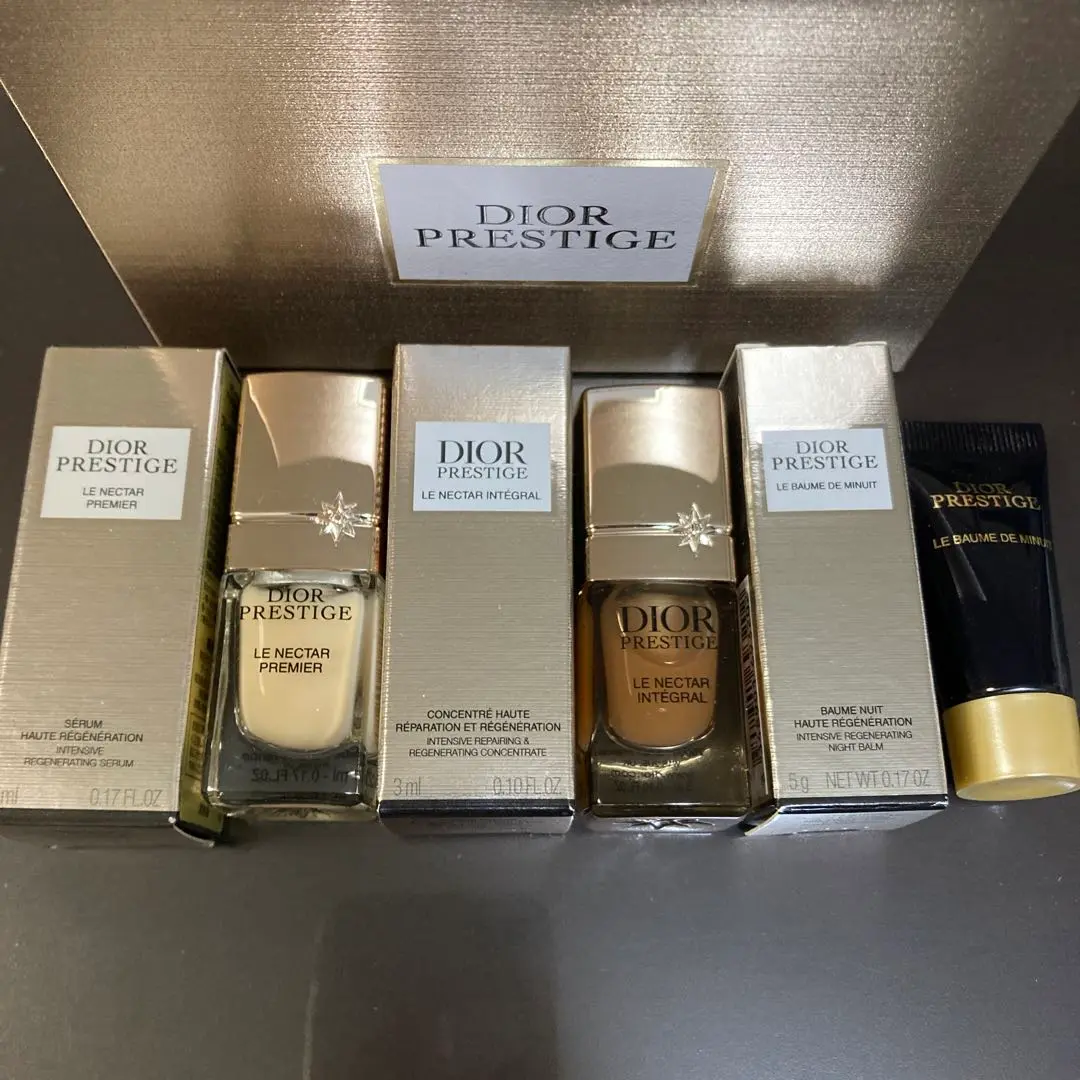 DIOR
PRESTIGE
DIOR
PRESTIGE
LE NECTAR
PREMIER
SÉRUM
HAUTE RÉGÉNÉRATION
INTENSIVE
REGENERATING SERUM
ml 0.17 FL.OZ
DIOR
PRESTIGE
LE NECTAR
PREMIER
DIOR
PRESTIGE
LE NECTAR INTÉGRAL
CONCENTRÉ HAUTE
RÉPARATION ET RÉGÉNÉRATION
INTENSIVE REPAIRING &
REGENERATING CONCENTRATE
3 ml 0.10 FL.OZ
DIOR
PRESTIGE
LE NECTAR
INTÉGRAL
DIOR
PRESTIGE
LE BAUME DE MINUIT
BAUME NUIT
HAUTE RÉGÉNÉRATION
INTENSIVE REGENERATING
NIGHT BALM
5 g NET WT 0.17 OZ
DIOR
PRESTIGE
LE BAUME DE MINUIT